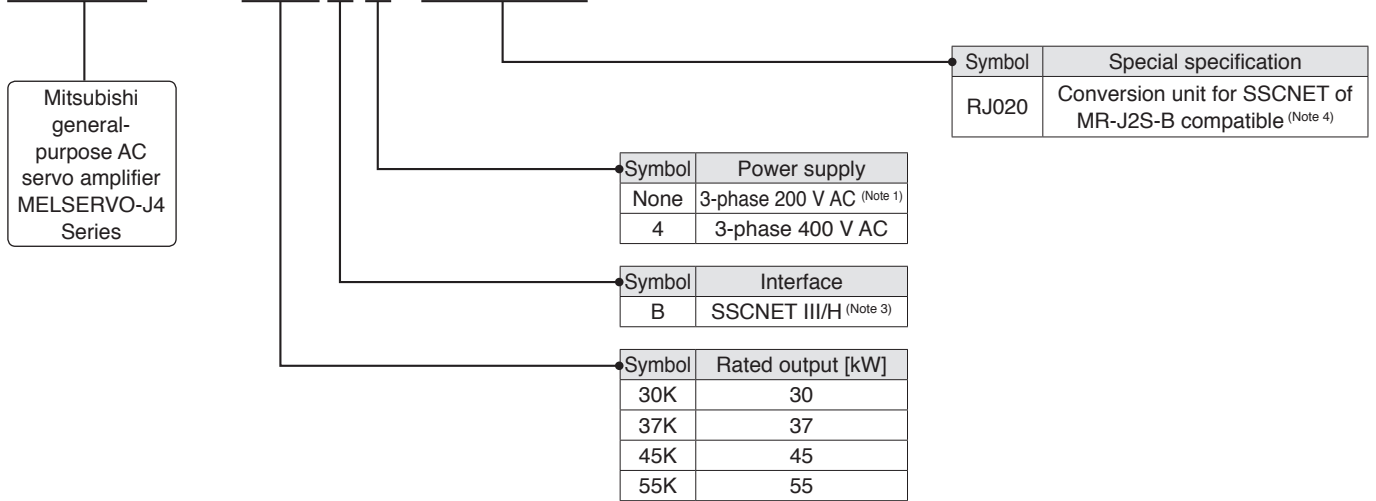 Symbol Special specification
RJ020 Conversion unit for SSCNET of
MR-J2S-B compatible (Note 4)
Mitsubishi
general-
purpose AC
servo amplifier
MELSERVO-J4
Series
Symbol Power supply
None 3-phase 200 V AC (Note 1)
4 3-phase 400 V AC
Symbol Interface
B SSCNET III/H (Note 3)
Symbol Rated output [kW]
30K 30
37K 37
45K 45
55K 55